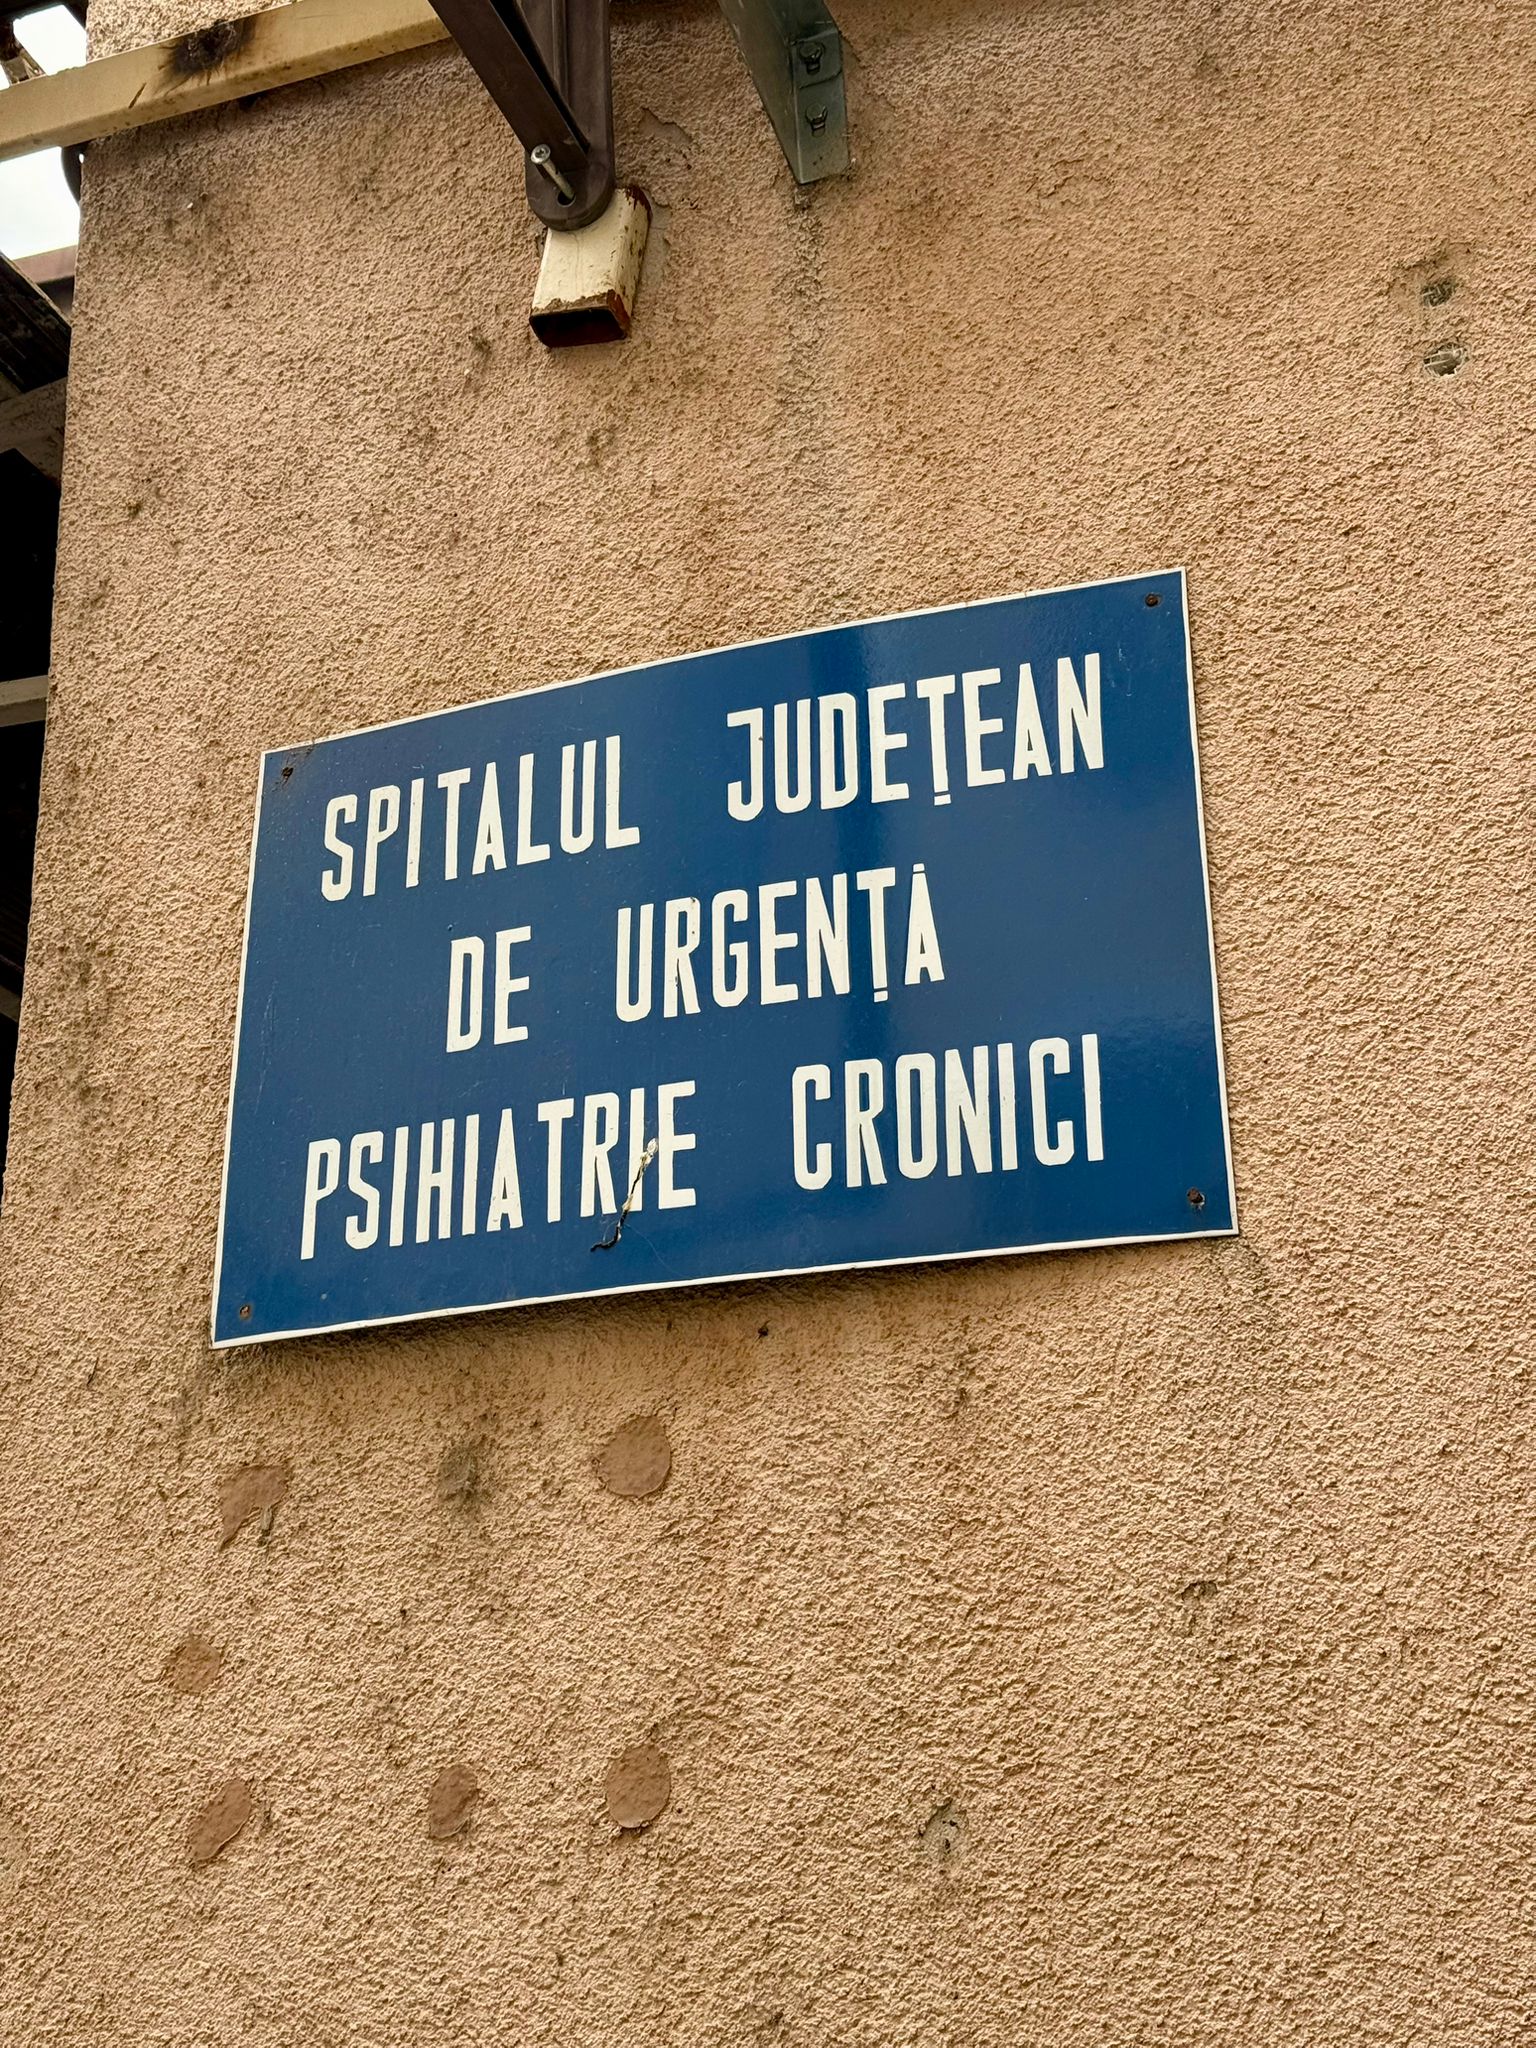 SPITALUL JUDEȚEAN
DE URGENȚĂ
PSIHIATRIE CRONICI